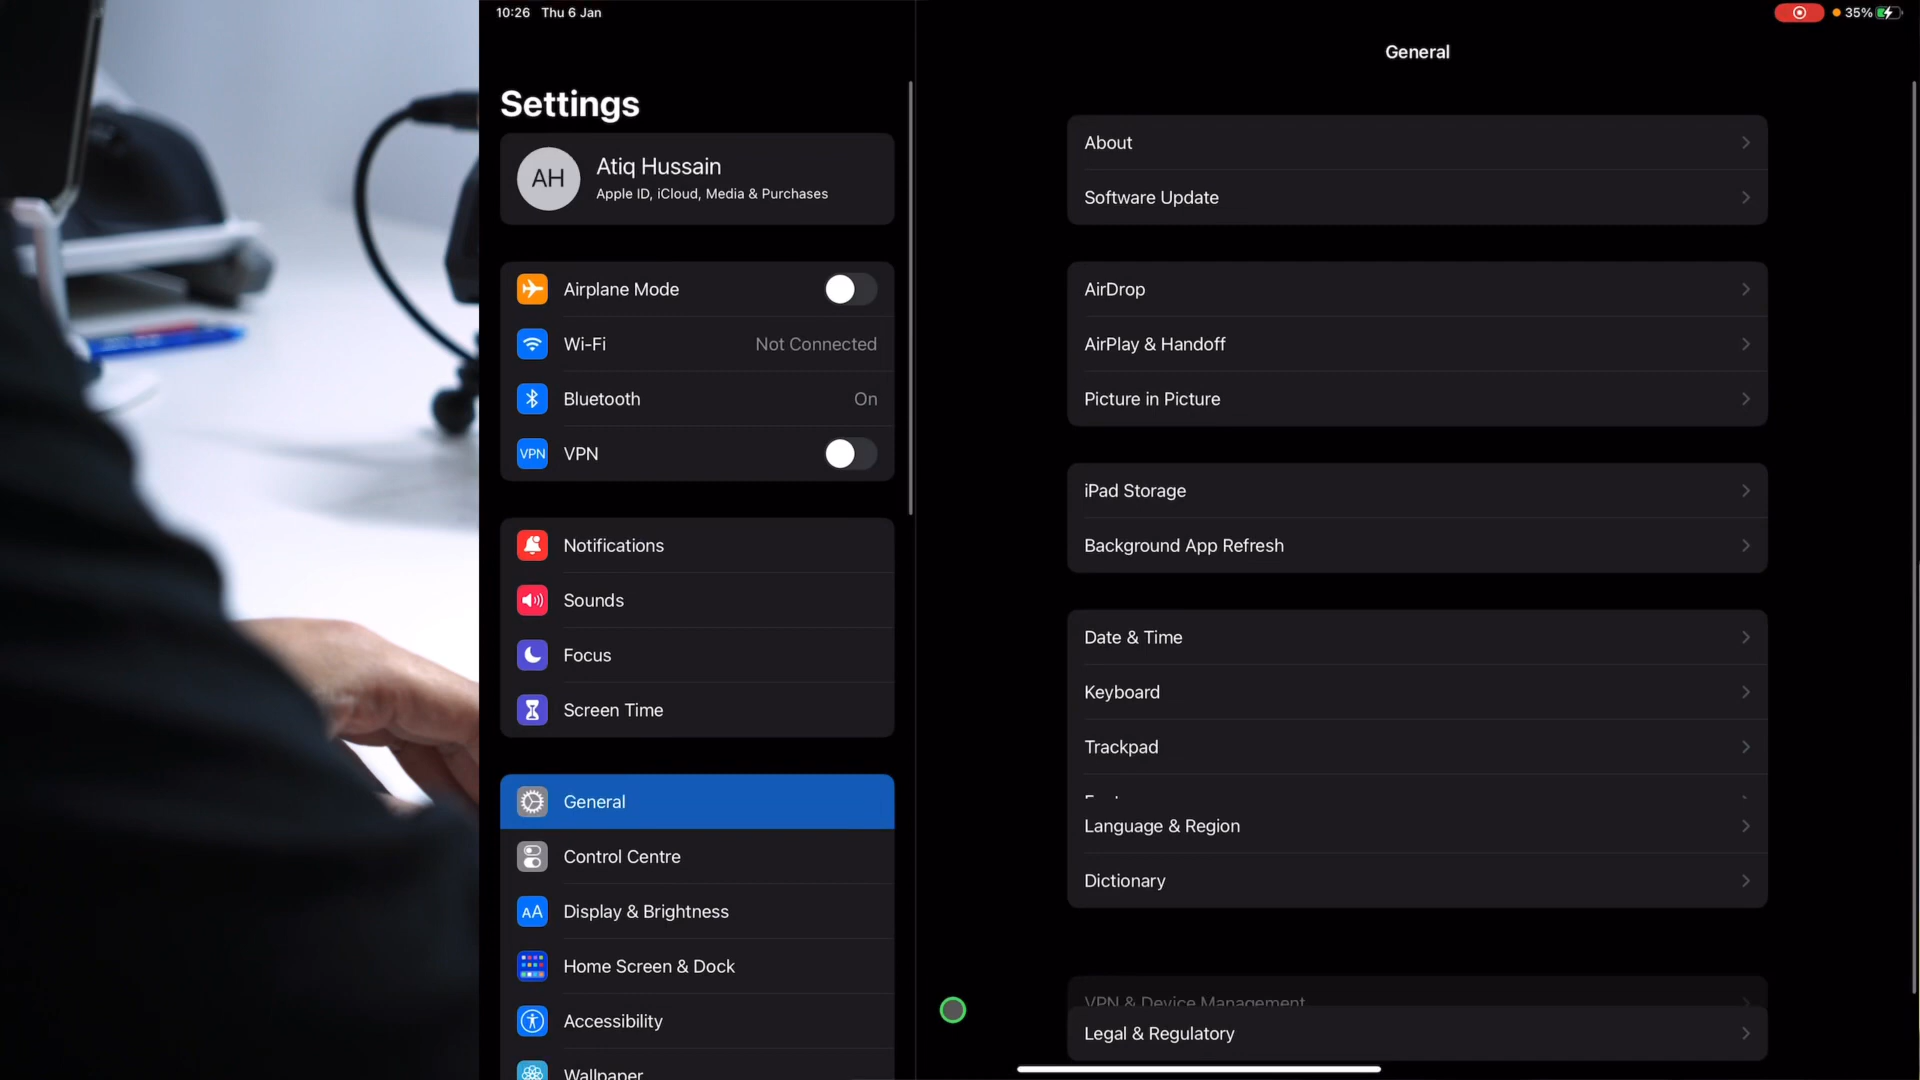 10:26 Thu 6 Jan
35%
General
Settings
AH
Atiq Hussain
Apple ID, iCloud, Media & Purchases
Airplane Mode
Wi-Fi Not Connected
Bluetooth On
VPN VPN
Notifications
Sounds
Focus
Screen Time
General
Control Centre
AA Display & Brightness
Home Screen & Dock
Accessibility
Wallpaper
About
Software Update
AirDrop
AirPlay & Handoff
Picture in Picture
iPad Storage
Background App Refresh
Date & Time
Keyboard
Trackpad
Language & Region
Dictionary
VPN & Device Management
Legal & Regulatory